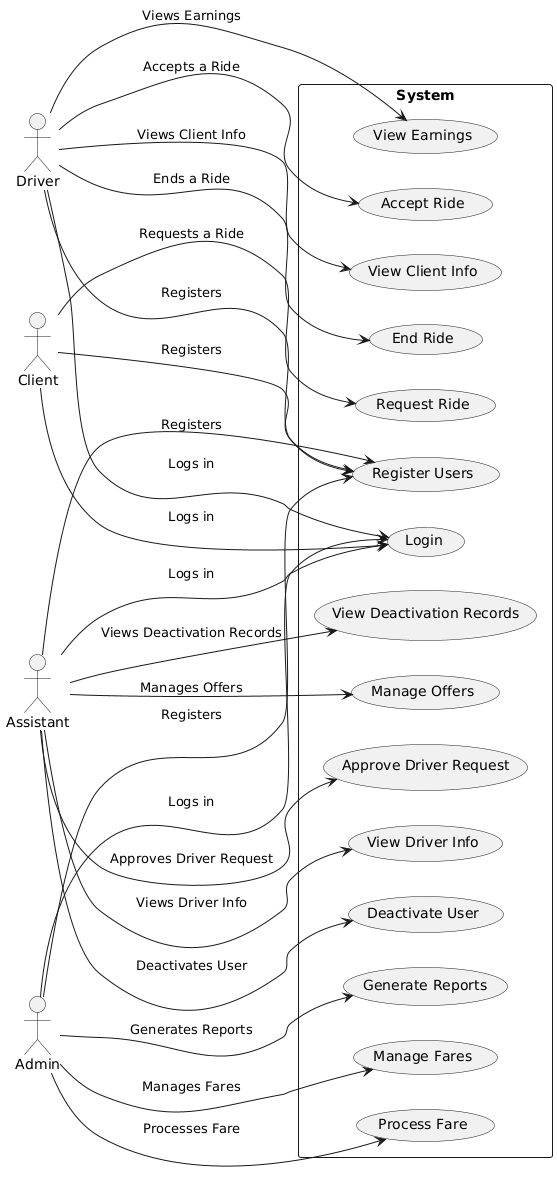 Views Earnings
Accepts a Ride
System
Views Client Info
View Earnings
Driver
Ends a Ride
Accept Ride
Requests a Ride
View Client Info
Registers
End Ride
Client
Registers
Request Ride
Registers
Logs in
Register Users
Logs in
Login
Logs in
View Deactivation Records
Views Deactivation Records
Manages Offers
Manage Offers
Assistant
Registers
Approve Driver Request
Logs in
View Driver Info
Approves Driver Request
Views Driver Info
Deactivate User
Deactivates User
Generate Reports
Generates Reports
Admin
Manage Fares
Manages Fares
Processes Fare
Process Fare